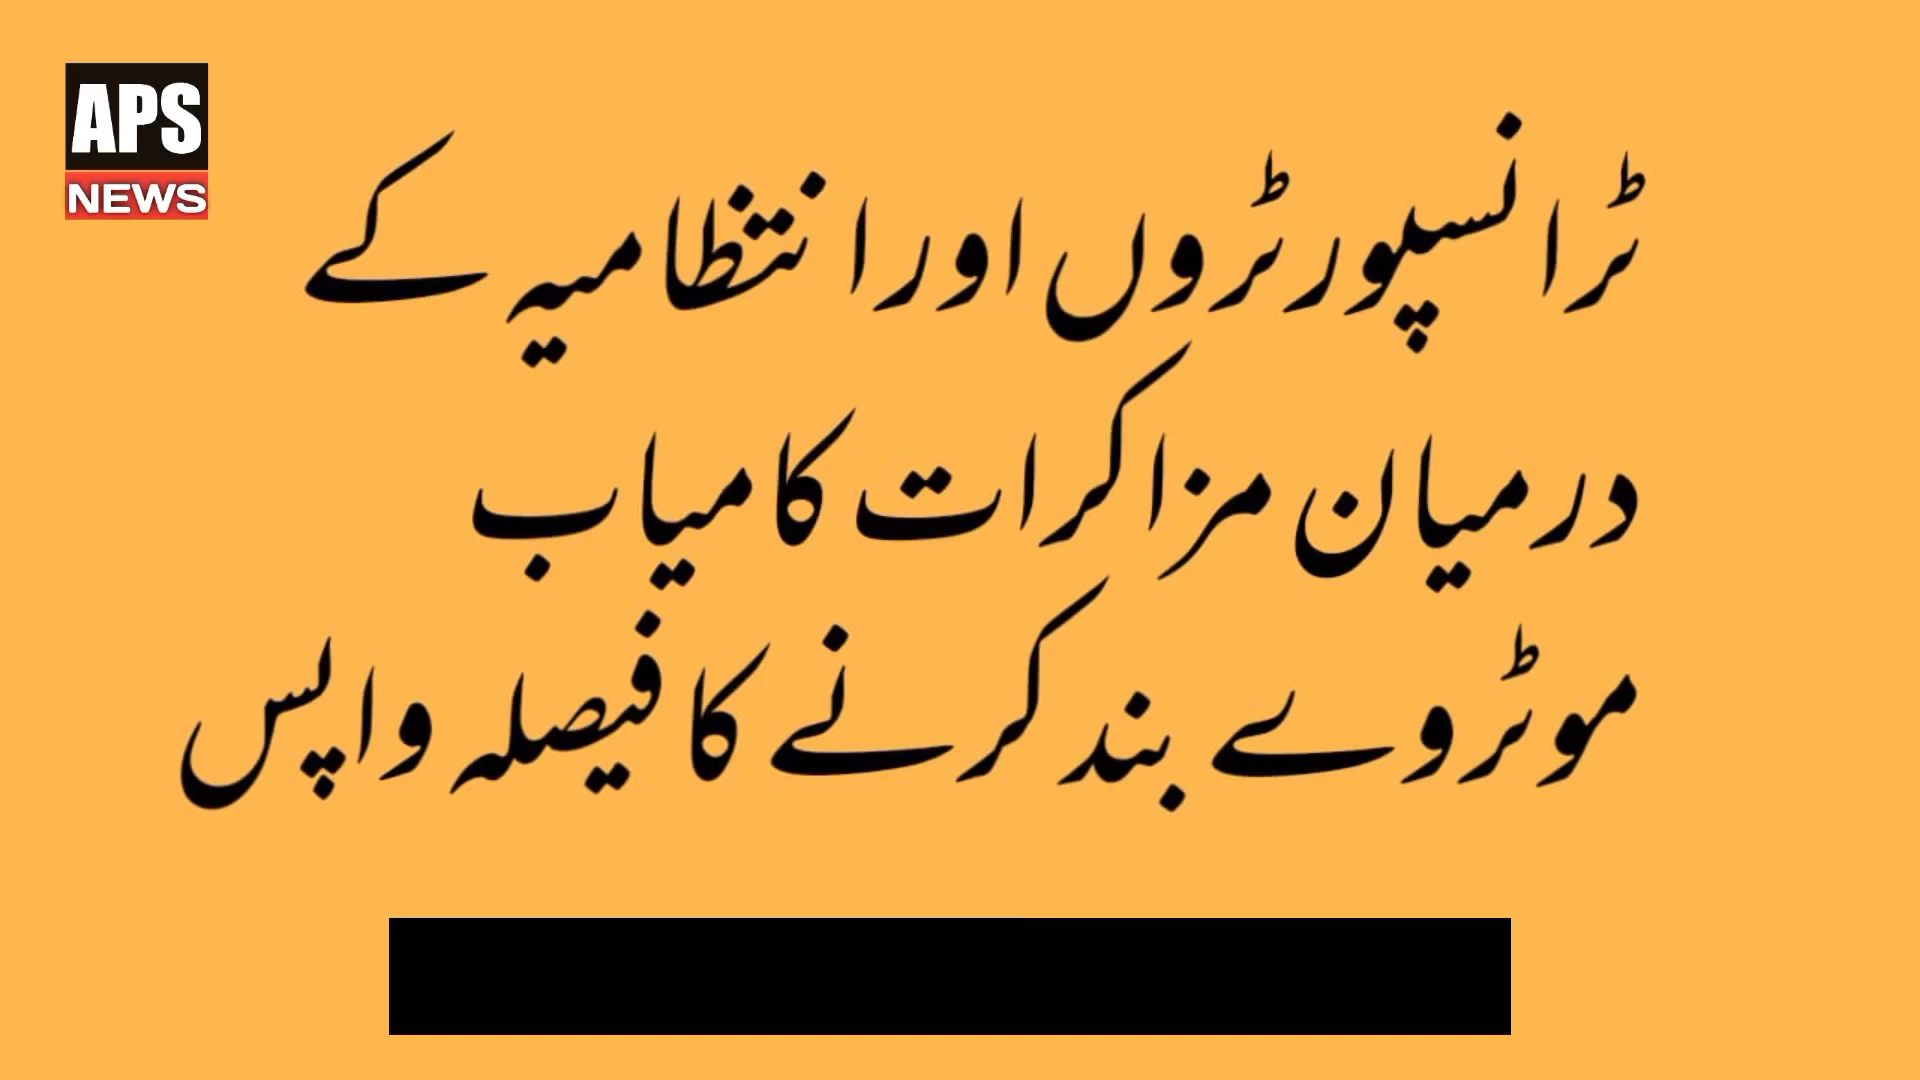 APS
NEWS
ٹرانسپورٹروں اور انتظامیہ کے
درمیان مزاکرات کامیاب
موٹروے بند کرنے کا فیصلہ واپس